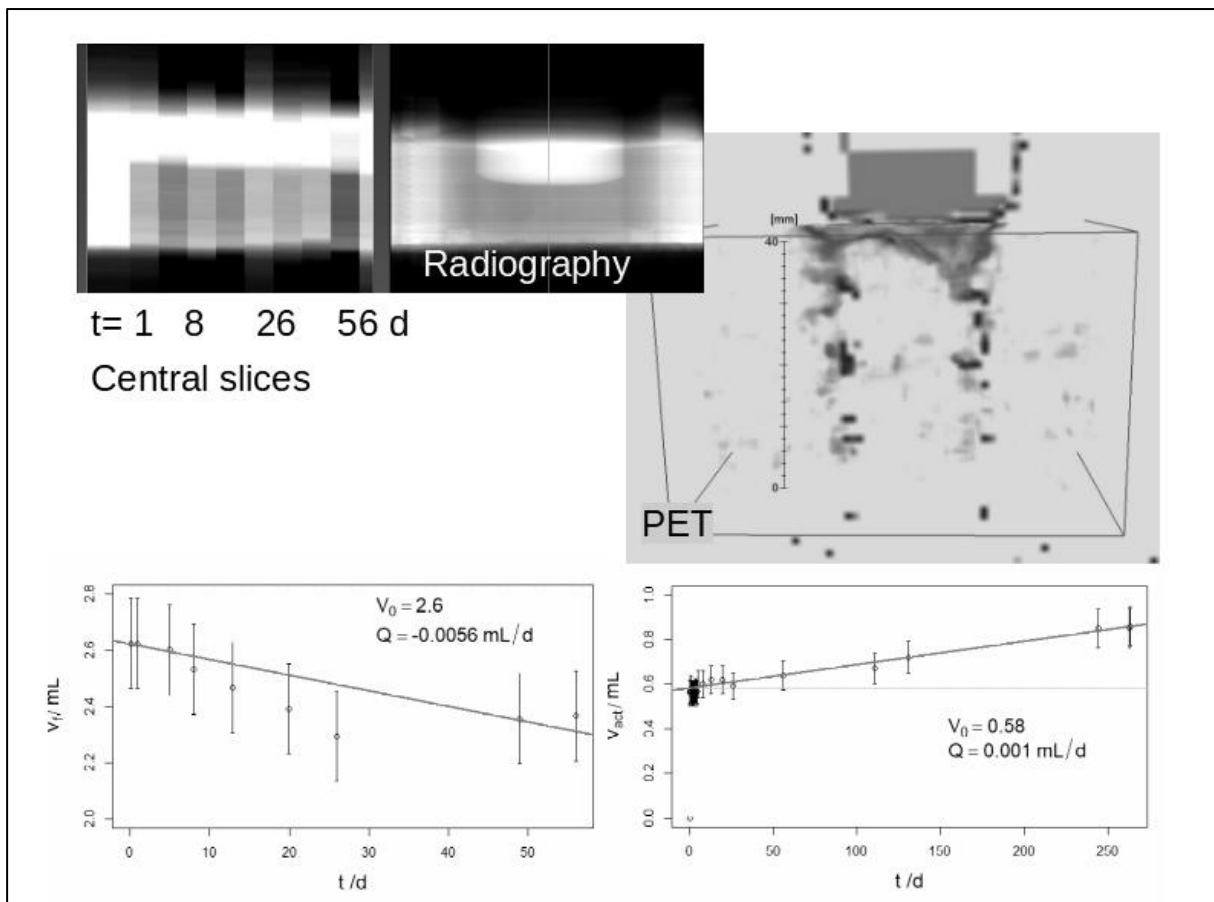 Radiography
t= 1 8 26 56 d
Central slices
[mm]
40
0
PET
V₀ = 2.6
Q = -0.0056 mL/d
2.8
2.6
2.4
2.2
2.0
Vf/ mL
0 10 20 30 40 50
t /d
V₀ = 0.58
Q = 0.001 mL/d
1.0
0.8
0.6
0.4
0.2
0.0
Vact/ mL
0 50 100 150 200 250
t /d